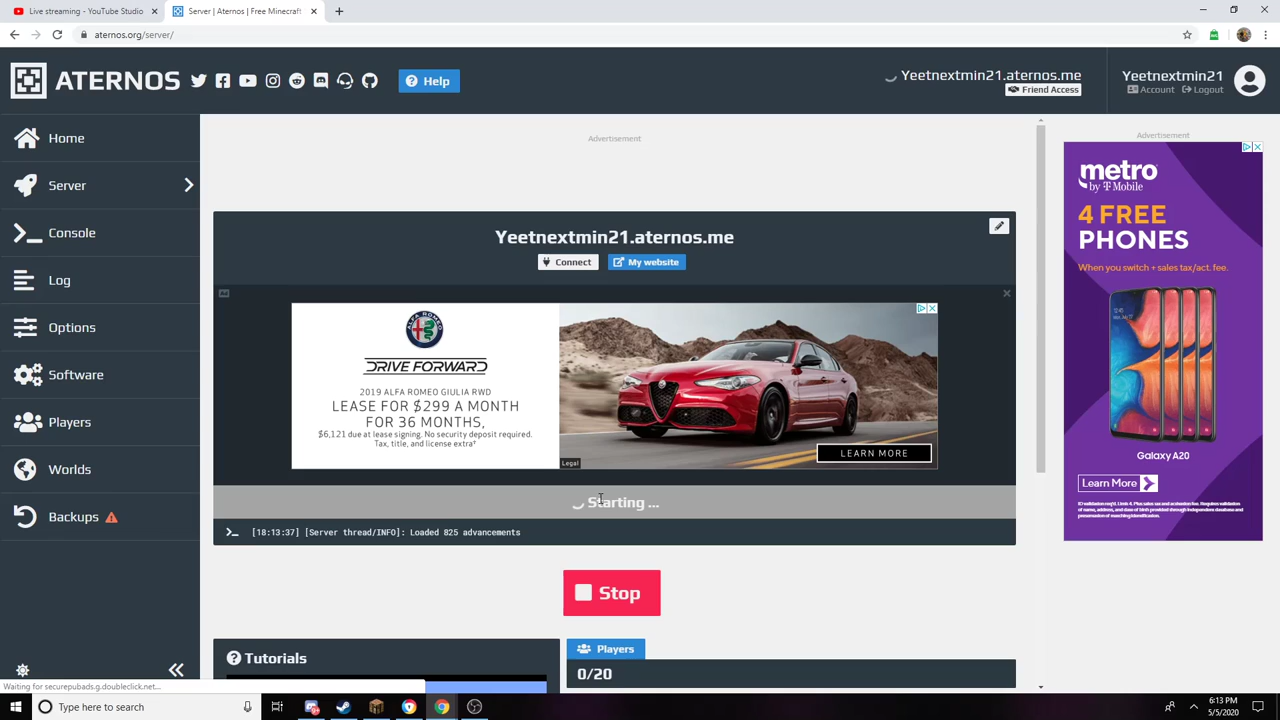 Live streaming - YouTube Studio
Server | Aternos | Free Minecraft
aternos.org/server/
ATERNOS
Help
Yeetnextmin21.aternos.me
Friend Access
Yeetnextmin21
Account
Logout
Home
Server
Console
Log
Options
Software
Players
Worlds
Backups
Advertisement
Yeetnextmin21.aternos.me
Connect
My website
Ad
ALFA ROMEO
DRIVE FORWARD
2019 ALFA ROMEO GIULIA RWD
LEASE FOR $299 A MONTH
FOR 36 MONTHS,
$6,121 due at lease signing. No security deposit required.
Tax, title, and license extra†
Legal
LEARN MORE
Starting ...
[18:13:37] [Server thread/INFO]: Loaded 825 advancements
Stop
Tutorials
Players
0/20
Advertisement
metro
by T Mobile
4 FREE
PHONES
When you switch + sales tax/act. fee.
Galaxy A20
Learn More
Waiting for securepubads.g.doubleclick.net...
Type here to search
6:13 PM
5/5/2020